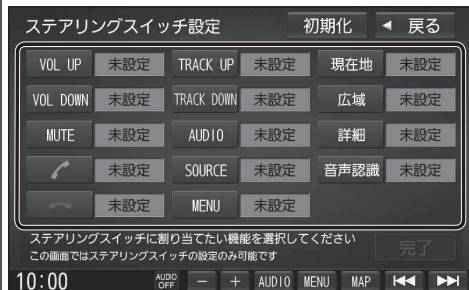 ステアリングスイッチ設定 初期化 ◀ 戻る
VOL UP 未設定 TRACK UP 未設定 現在地 未設定
VOL DOWN 未設定 TRACK DOWN 未設定 広域 未設定
MUTE 未設定 AUDIO 未設定 詳細 未設定
未設定 SOURCE 未設定 音声認識 未設定
未設定 MENU 未設定
ステアリングスイッチに割り当てたい機能を選択してください
この画面ではステアリングスイッチの設定のみ可能です 完了
10:00 AUDIO OFF − + AUDIO MENU MAP